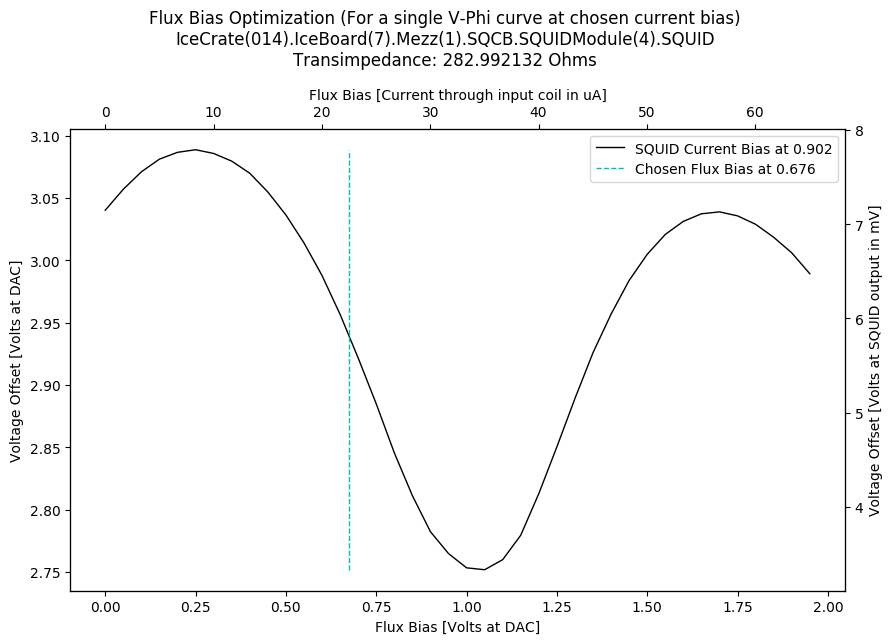 Flux Bias Optimization (For a single V-Phi curve at chosen current bias)
IceCrate(014).IceBoard(7).Mezz(1).SQCB.SQUIDModule(4).SQUID
Transimpedance: 282.992132 Ohms
Flux Bias [Current through input coil in uA]
0 10 20 30 40 50 60
SQUID Current Bias at 0.902
Chosen Flux Bias at 0.676
Voltage Offset [Volts at DAC]
3.10
3.05
3.00
2.95
2.90
2.85
2.80
2.75
8
7
6
5
4
Voltage Offset [Volts at SQUID output in mV]
0.00 0.25 0.50 0.75 1.00 1.25 1.50 1.75 2.00
Flux Bias [Volts at DAC]